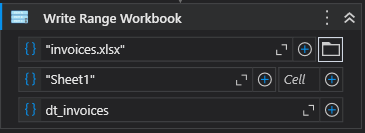 Write Range Workbook
"invoices.xlsx"
"Sheet1" Cell
dt_invoices